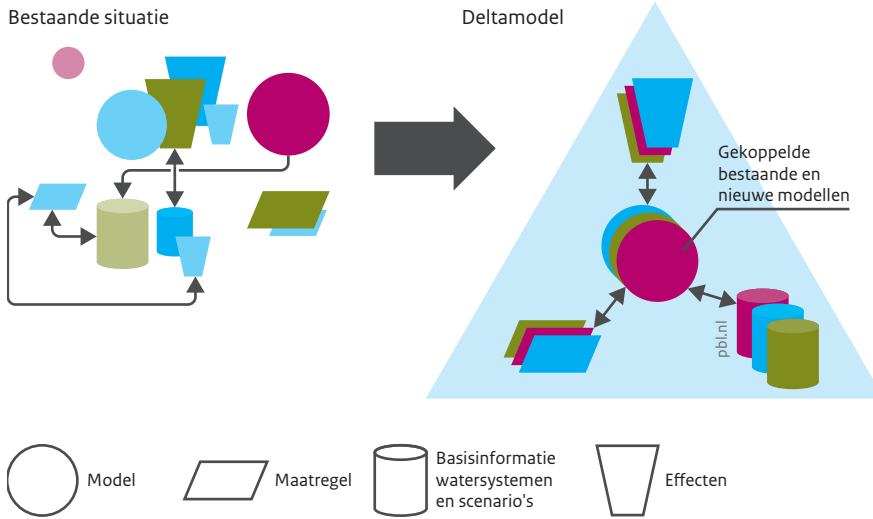 Bestaande situatie
Deltamodel
Gekoppelde
bestaande en
nieuwe modellen
pbl.nl
Model
Maatregel
Basisinformatie
watersystemen
en scenario's
Effecten